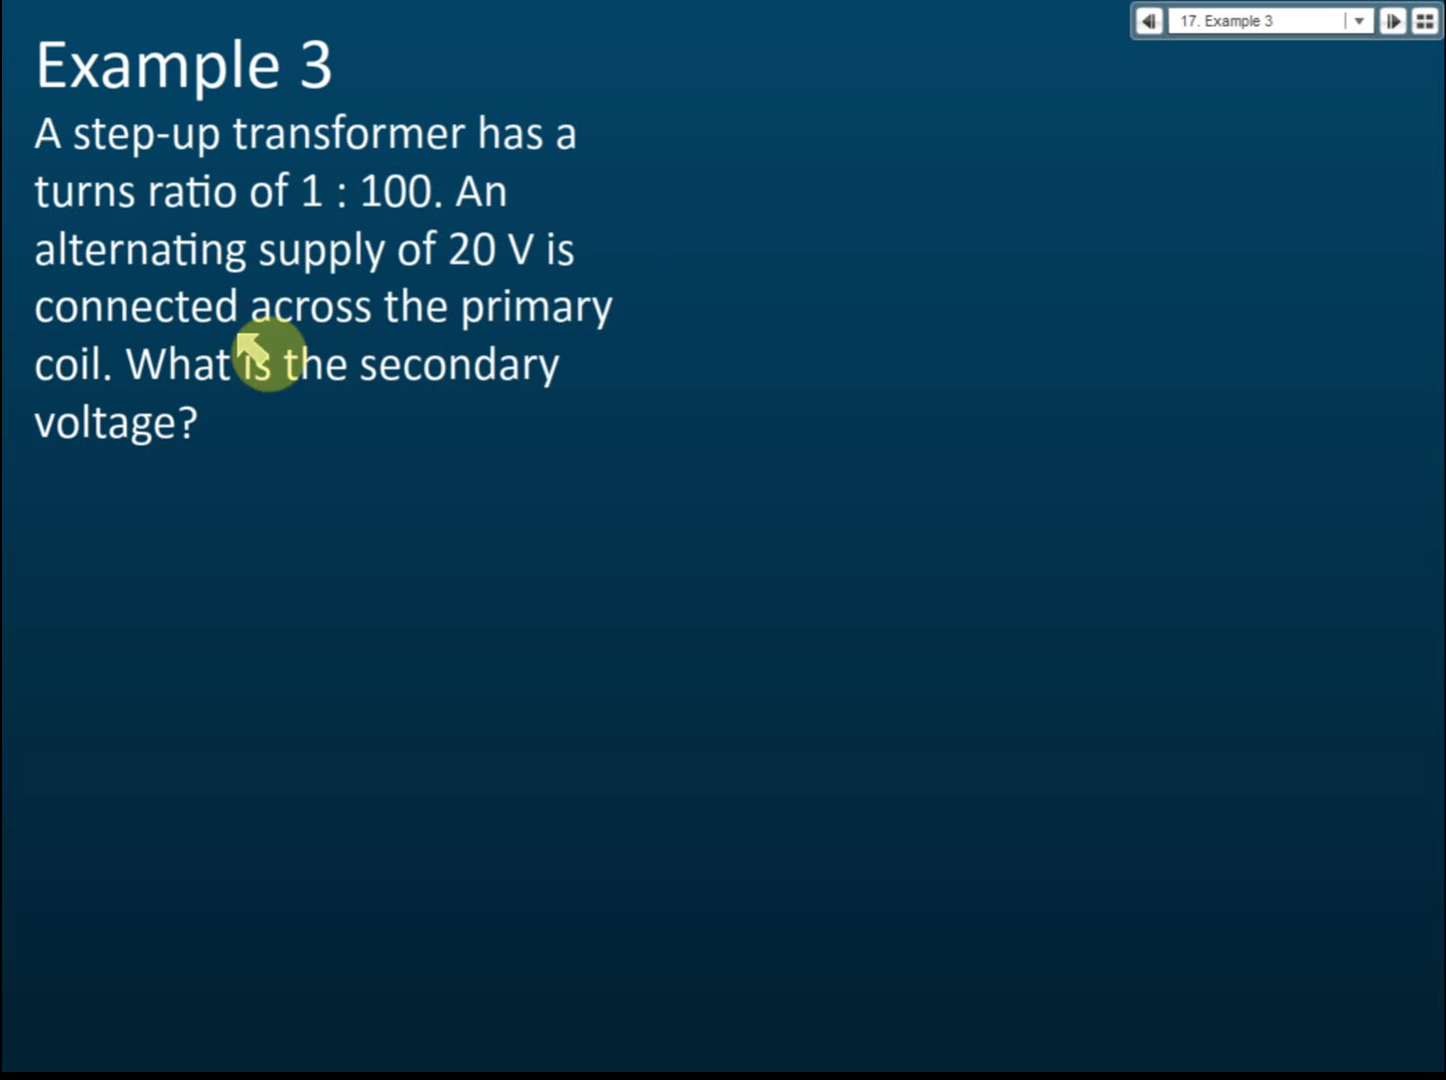 17. Example 3
Example 3
A step-up transformer has a
turns ratio of 1 : 100. An
alternating supply of 20 V is
connected across the primary
coil. What is the secondary
voltage?